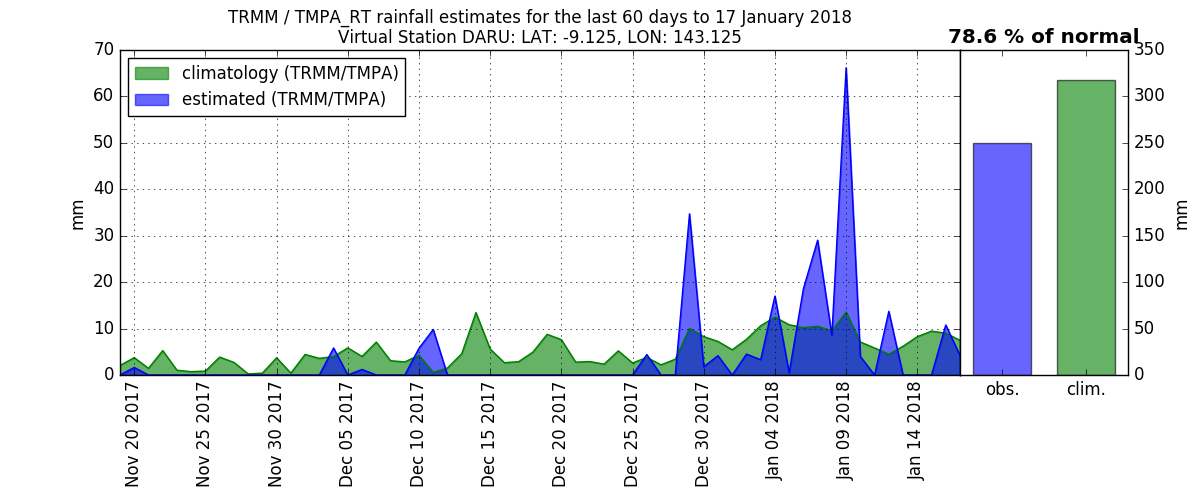 TRMM / TMPA_RT rainfall estimates for the last 60 days to 17 January 2018
Virtual Station DARU: LAT: -9.125, LON: 143.125
78.6 % of normal
climatology (TRMM/TMPA)
estimated (TRMM/TMPA)
70
60
50
40
30
20
10
0
mm
350
300
250
200
150
100
50
0
mm
Nov 20 2017
Nov 25 2017
Nov 30 2017
Dec 05 2017
Dec 10 2017
Dec 15 2017
Dec 20 2017
Dec 25 2017
Dec 30 2017
Jan 04 2018
Jan 09 2018
Jan 14 2018
obs.
clim.